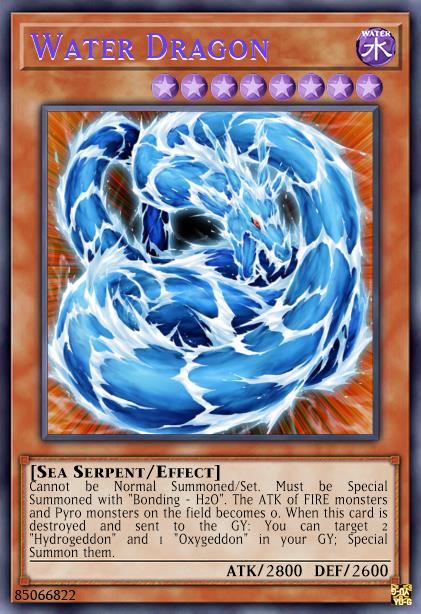 WATER DRAGON
WATER
水
[SEA SERPENT/EFFECT]
Cannot be Normal Summoned/Set. Must be Special
Summoned with "Bonding - H2O". The ATK of FIRE monsters
and Pyro monsters on the field becomes 0. When this card is
destroyed and sent to the GY: You can target 2
"Hydrogeddon" and 1 "Oxygeddon" in your GY; Special
Summon them.
ATK/2800 DEF/2600
85066822